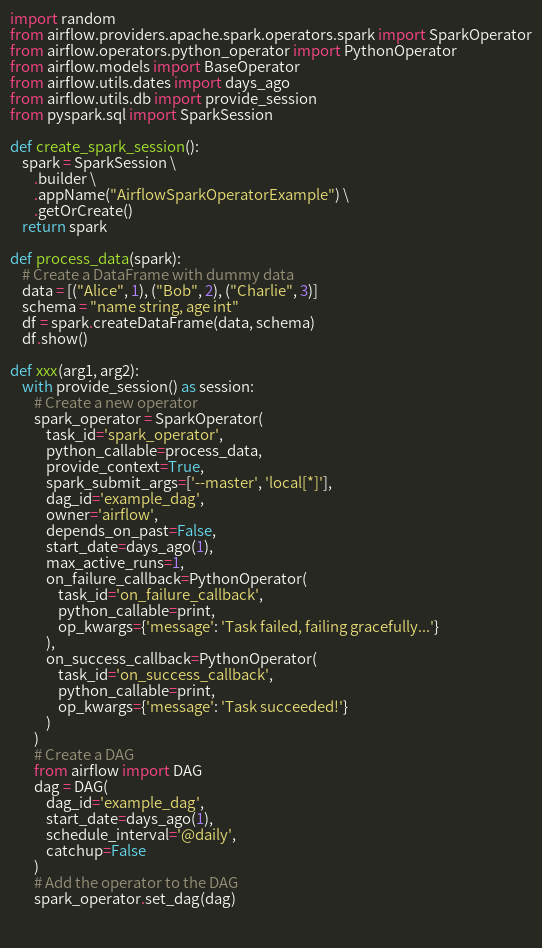 import random
from airflow.providers.apache.spark.operators.spark import SparkOperator
from airflow.operators.python_operator import PythonOperator
from airflow.models import BaseOperator
from airflow.utils.dates import days_ago
from airflow.utils.db import provide_session
from pyspark.sql import SparkSession

def create_spark_session():
    spark = SparkSession \
        .builder \
        .appName("AirflowSparkOperatorExample") \
        .getOrCreate()
    return spark

def process_data(spark):
    # Create a DataFrame with dummy data
    data = [("Alice", 1), ("Bob", 2), ("Charlie", 3)]
    schema = "name string, age int"
    df = spark.createDataFrame(data, schema)
    df.show()

def xxx(arg1, arg2):
    with provide_session() as session:
        # Create a new operator
        spark_operator = SparkOperator(
            task_id='spark_operator',
            python_callable=process_data,
            provide_context=True,
            spark_submit_args=['--master', 'local[*]'],
            dag_id='example_dag',
            owner='airflow',
            depends_on_past=False,
            start_date=days_ago(1),
            max_active_runs=1,
            on_failure_callback=PythonOperator(
                task_id='on_failure_callback',
                python_callable=print,
                op_kwargs={'message': 'Task failed, failing gracefully...'}
            ),
            on_success_callback=PythonOperator(
                task_id='on_success_callback',
                python_callable=print,
                op_kwargs={'message': 'Task succeeded!'}
            )
        )
        # Create a DAG
        from airflow import DAG
        dag = DAG(
            dag_id='example_dag',
            start_date=days_ago(1),
            schedule_interval='@daily',
            catchup=False
        )
        # Add the operator to the DAG
        spark_operator.set_dag(dag)